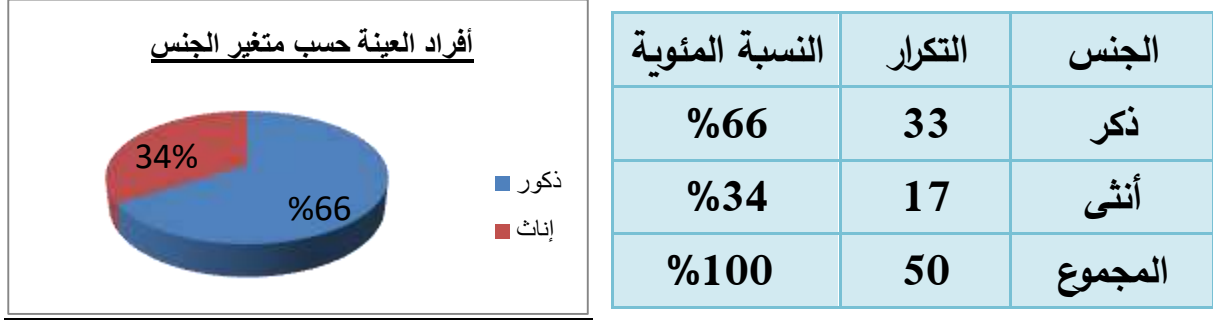 أفراد العينة حسب متغير الجنس
34%
%66
ذكور
إناث
الجنس التكرار النسبة المئوية
ذكر 33 %66
أنثى 17 %34
المجموع 50 %100